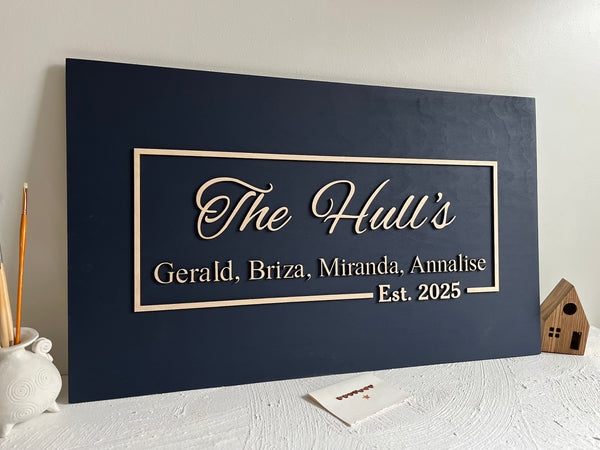 The Hull's
Gerald, Briza, Miranda, Annalise
Est. 2025